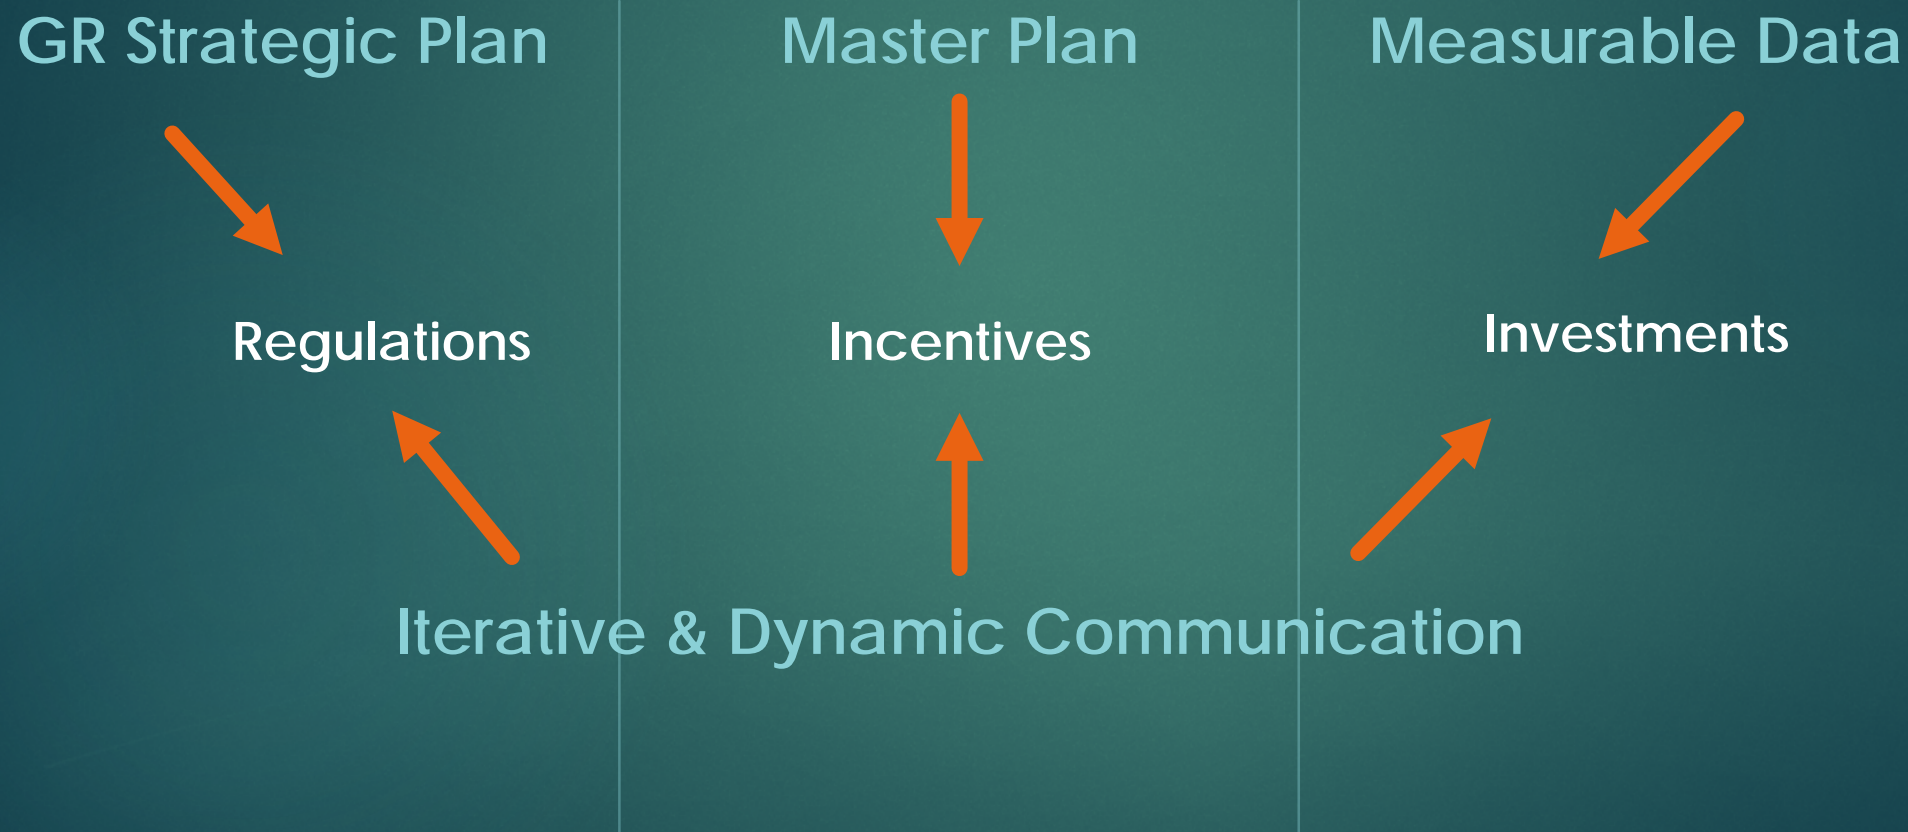 GR Strategic Plan
Master Plan
Measurable Data
Regulations
Incentives
Investments
Iterative & Dynamic Communication